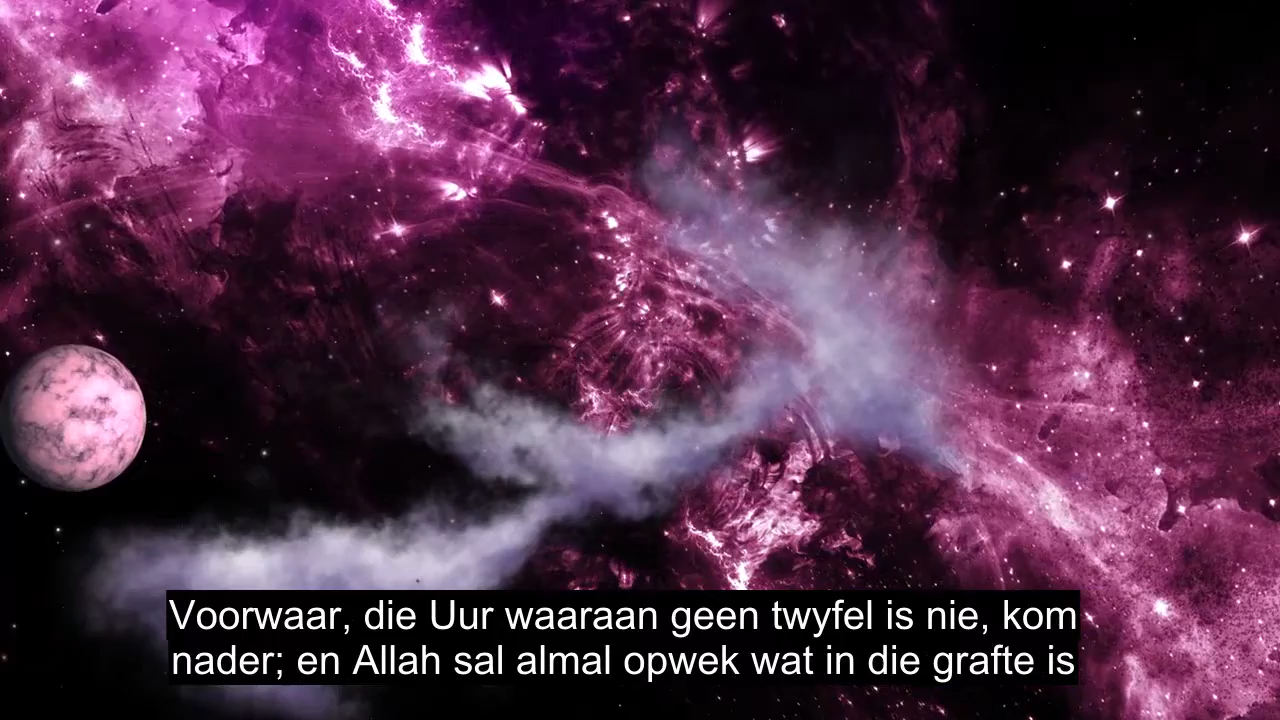 Voorwaar, die Uur waaraan geen twyfel is nie, kom
nader; en Allah sal almal opwek wat in die grafte is